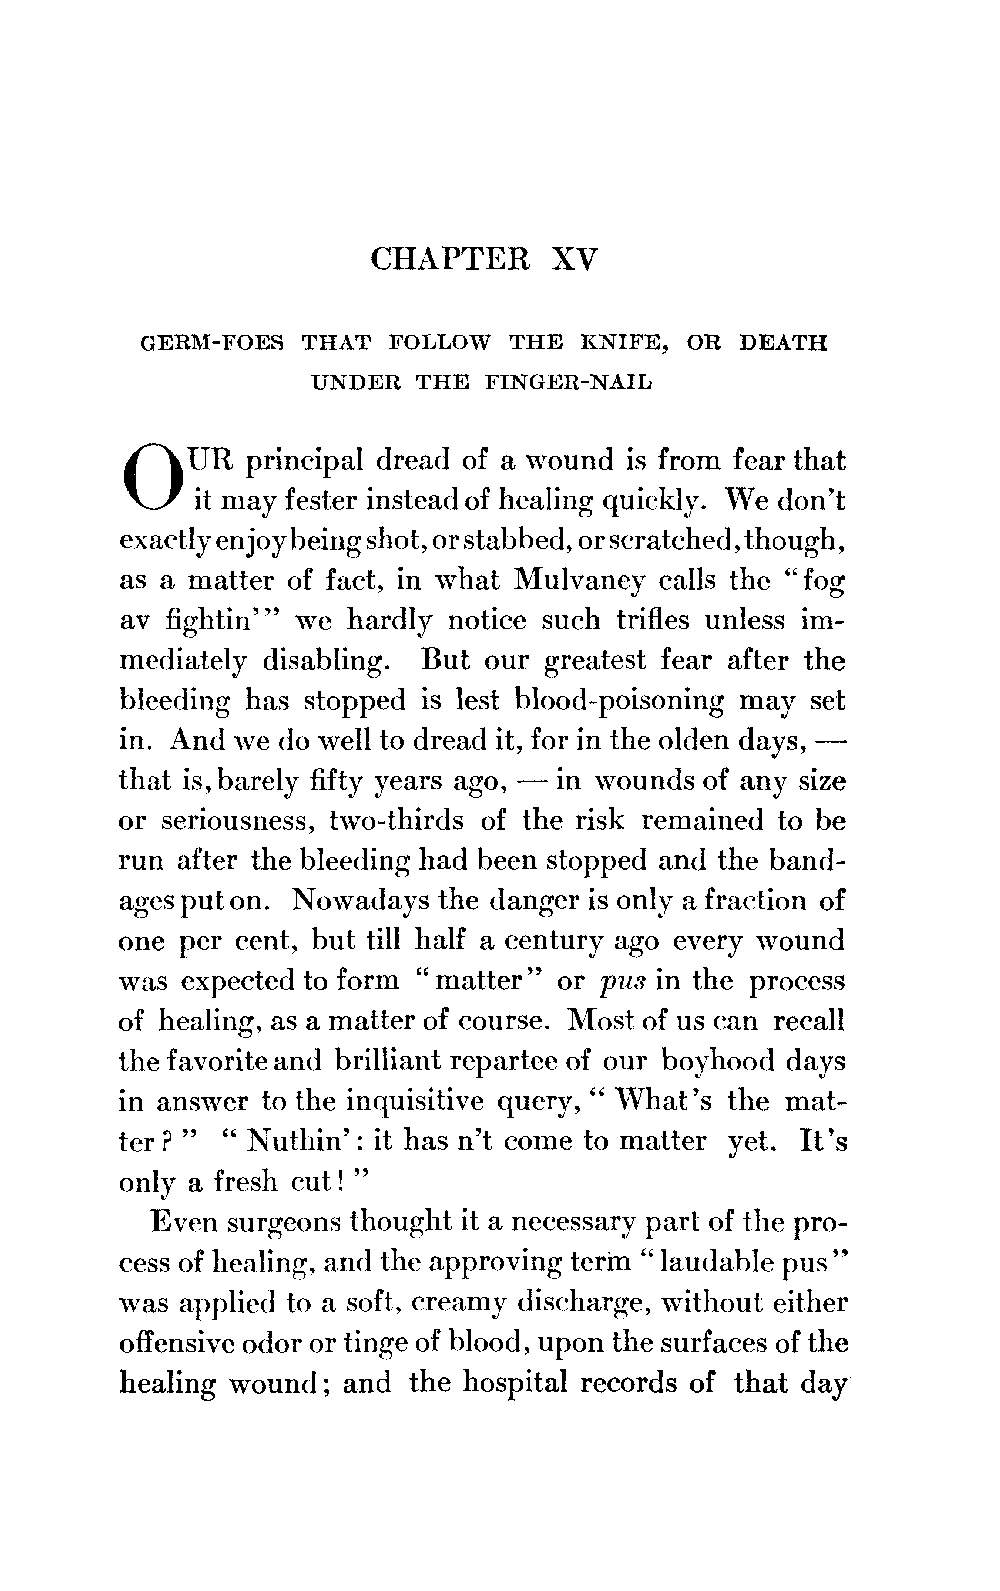 CHAPTER XV
GERM-FOES THAT FOLLOW THE KNIFE, OR DEATH
UNDER THE FINGER-NAIL
OUR principal dread of a wound is from fear that
it may fester instead of healing quickly. We don't
exactly enjoy being shot, or stabbed, or scratched, though,
as a matter of fact, in what Mulvaney calls the "fog
av fightin'" we hardly notice such trifles unless im-
mediately disabling. But our greatest fear after the
bleeding has stopped is lest blood-poisoning may set
in. And we do well to dread it, for in the olden days, —
that is, barely fifty years ago, — in wounds of any size
or seriousness, two-thirds of the risk remained to be
run after the bleeding had been stopped and the band-
ages put on. Nowadays the danger is only a fraction of
one per cent, but till half a century ago every wound
was expected to form "matter" or pus in the process
of healing, as a matter of course. Most of us can recall
the favorite and brilliant repartee of our boyhood days
in answer to the inquisitive query, "What's the mat-
ter?" "Nuthin': it has n't come to matter yet. It's
only a fresh cut!"
Even surgeons thought it a necessary part of the pro-
cess of healing, and the approving term "laudable pus"
was applied to a soft, creamy discharge, without either
offensive odor or tinge of blood, upon the surfaces of the
healing wound; and the hospital records of that day